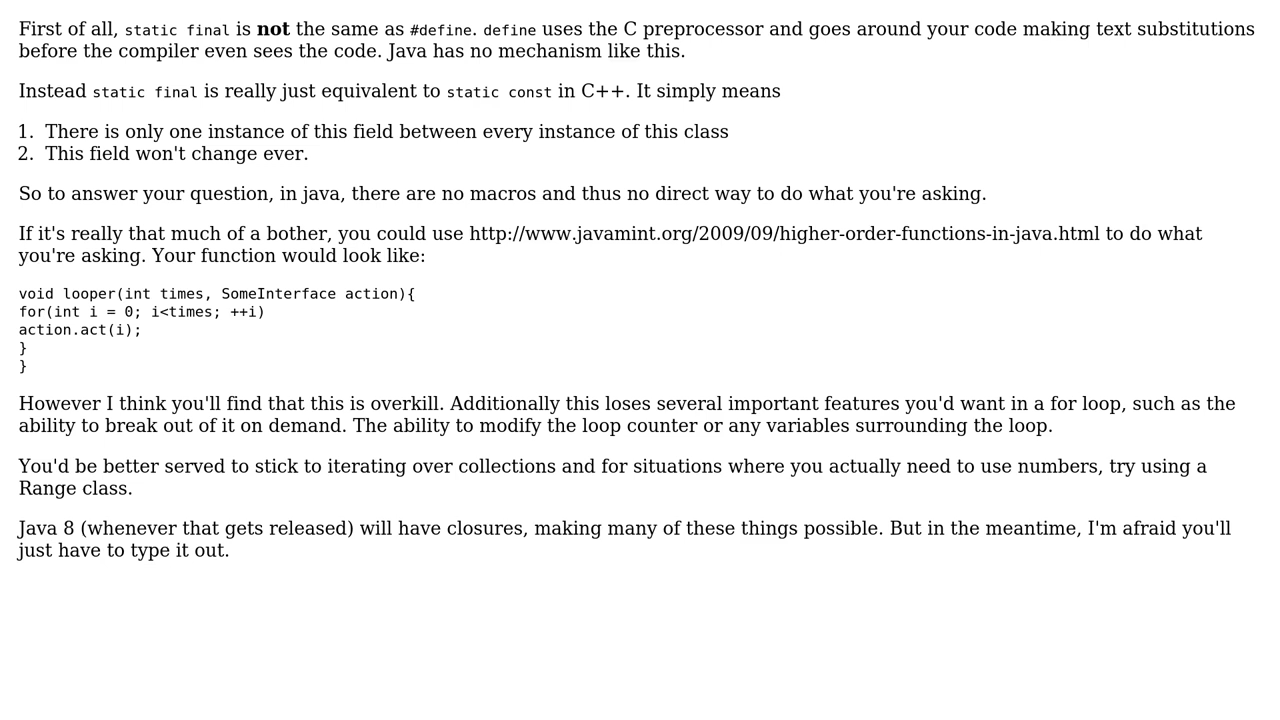 First of all, static final is not the same as #define. define uses the C preprocessor and goes around your code making text substitutions
before the compiler even sees the code. Java has no mechanism like this.
Instead static final is really just equivalent to static const in C++. It simply means
1. There is only one instance of this field between every instance of this class
2. This field won't change ever.
So to answer your question, in java, there are no macros and thus no direct way to do what you're asking.
If it's really that much of a bother, you could use http://www.javamint.org/2009/09/higher-order-functions-in-java.html to do what
you're asking. Your function would look like:
void looper(int times, SomeInterface action){
for(int i = 0; i<times; ++i)
action.act(i);
}
}
However I think you'll find that this is overkill. Additionally this loses several important features you'd want in a for loop, such as the
ability to break out of it on demand. The ability to modify the loop counter or any variables surrounding the loop.
You'd be better served to stick to iterating over collections and for situations where you actually need to use numbers, try using a
Range class.
Java 8 (whenever that gets released) will have closures, making many of these things possible. But in the meantime, I'm afraid you'll
just have to type it out.